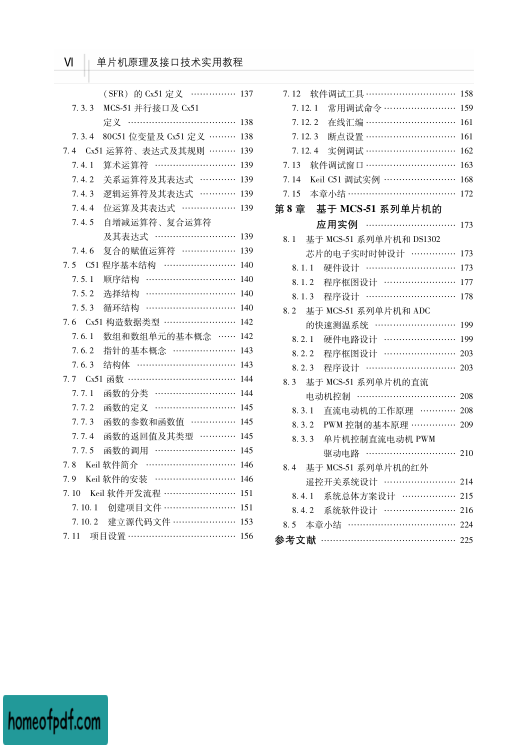 Ⅵ 单片机原理及接口技术实用教程
(SFR) 的 Cx51 定义 ……………… 137
7.3.3 MCS-51 并行接口及 Cx51
定义 ……………………………… 138
7.3.4 80C51 位变量及 Cx51 定义 ……… 138
7.4 Cx51 运算符、表达式及其规则 ……… 139
7.4.1 算术运算符 ……………………… 139
7.4.2 关系运算符及其表达式 ………… 139
7.4.3 逻辑运算符及其表达式 ………… 139
7.4.4 位运算及其表达式 ……………… 139
7.4.5 自增减运算符、复合运算符
及其表达式 ……………………… 139
7.4.6 复合的赋值运算符 ……………… 139
7.5 C51 程序基本结构 …………………… 140
7.5.1 顺序结构 ………………………… 140
7.5.2 选择结构 ………………………… 140
7.5.3 循环结构 ………………………… 140
7.6 Cx51 构造数据类型 …………………… 142
7.6.1 数组和数组单元的基本概念 …… 142
7.6.2 指针的基本概念 ………………… 143
7.6.3 结构体 …………………………… 143
7.7 Cx51 函数 ……………………………… 144
7.7.1 函数的分类 ……………………… 144
7.7.2 函数的定义 ……………………… 145
7.7.3 函数的参数和函数值 …………… 145
7.7.4 函数的返回值及其类型 ………… 145
7.7.5 函数的调用 ……………………… 145
7.8 Keil 软件简介 ………………………… 146
7.9 Keil 软件的安装 ……………………… 146
7.10 Keil 软件开发流程 …………………… 151
7.10.1 创建项目文件 …………………… 151
7.10.2 建立源代码文件 ………………… 153
7.11 项目设置 ……………………………… 156
7.12 软件调试工具 ………………………… 158
7.12.1 常用调试命令 …………………… 159
7.12.2 在线汇编 ………………………… 161
7.12.3 断点设置 ………………………… 161
7.12.4 实例调试 ………………………… 162
7.13 软件调试窗口 ………………………… 163
7.14 Keil C51 调试实例 …………………… 168
7.15 本章小结 ……………………………… 172
第 8 章 基于 MCS-51 系列单片机的
应用实例 ………………………… 173
8.1 基于 MCS-51 系列单片机和 DS1302
芯片的电子实时时钟设计 …………… 173
8.1.1 硬件设计 ………………………… 173
8.1.2 程序框图设计 …………………… 177
8.1.3 程序设计 ………………………… 178
8.2 基于 MCS-51 系列单片机和 ADC
的快速测温系统 ……………………… 199
8.2.1 硬件电路设计 …………………… 199
8.2.2 程序框图设计 …………………… 203
8.2.3 程序设计 ………………………… 203
8.3 基于 MCS-51 系列单片机的直流
电动机控制 …………………………… 208
8.3.1 直流电动机的工作原理 ………… 208
8.3.2 PWM 控制的基本原理 …………… 209
8.3.3 单片机控制直流电动机 PWM
驱动电路 ………………………… 210
8.4 基于 MCS-51 系列单片机的红外
遥控开关系统设计 …………………… 214
8.4.1 系统总体方案设计 ……………… 215
8.4.2 系统软件设计 …………………… 216
8.5 本章小结 ……………………………… 224
参考文献 ……………………………………… 225
homeofpdf.com